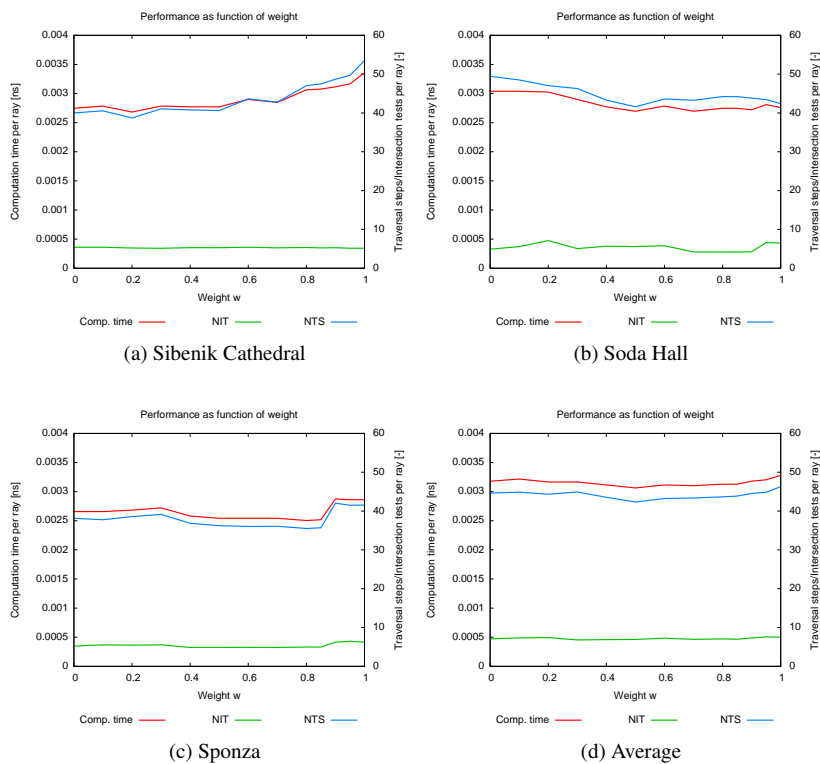 Performance as function of weight
Computation time per ray [ns]
0.004
0.0035
0.003
0.0025
0.002
0.0015
0.001
0.0005
0
60
50
40
30
20
10
0
Traversal steps/Intersection tests per ray [-]
0 0.2 0.4 0.6 0.8 1
Weight w
Comp. time NIT NTS
(a) Sibenik Cathedral
Performance as function of weight
Computation time per ray [ns]
0.004
0.0035
0.003
0.0025
0.002
0.0015
0.001
0.0005
0
60
50
40
30
20
10
0
Traversal steps/Intersection tests per ray [-]
0 0.2 0.4 0.6 0.8 1
Weight w
Comp. time NIT NTS
(b) Soda Hall
Performance as function of weight
Computation time per ray [ns]
0.004
0.0035
0.003
0.0025
0.002
0.0015
0.001
0.0005
0
60
50
40
30
20
10
0
Traversal steps/Intersection tests per ray [-]
0 0.2 0.4 0.6 0.8 1
Weight w
Comp. time NIT NTS
(c) Sponza
Performance as function of weight
Computation time per ray [ns]
0.004
0.0035
0.003
0.0025
0.002
0.0015
0.001
0.0005
0
60
50
40
30
20
10
0
Traversal steps/Intersection tests per ray [-]
0 0.2 0.4 0.6 0.8 1
Weight w
Comp. time NIT NTS
(d) Average